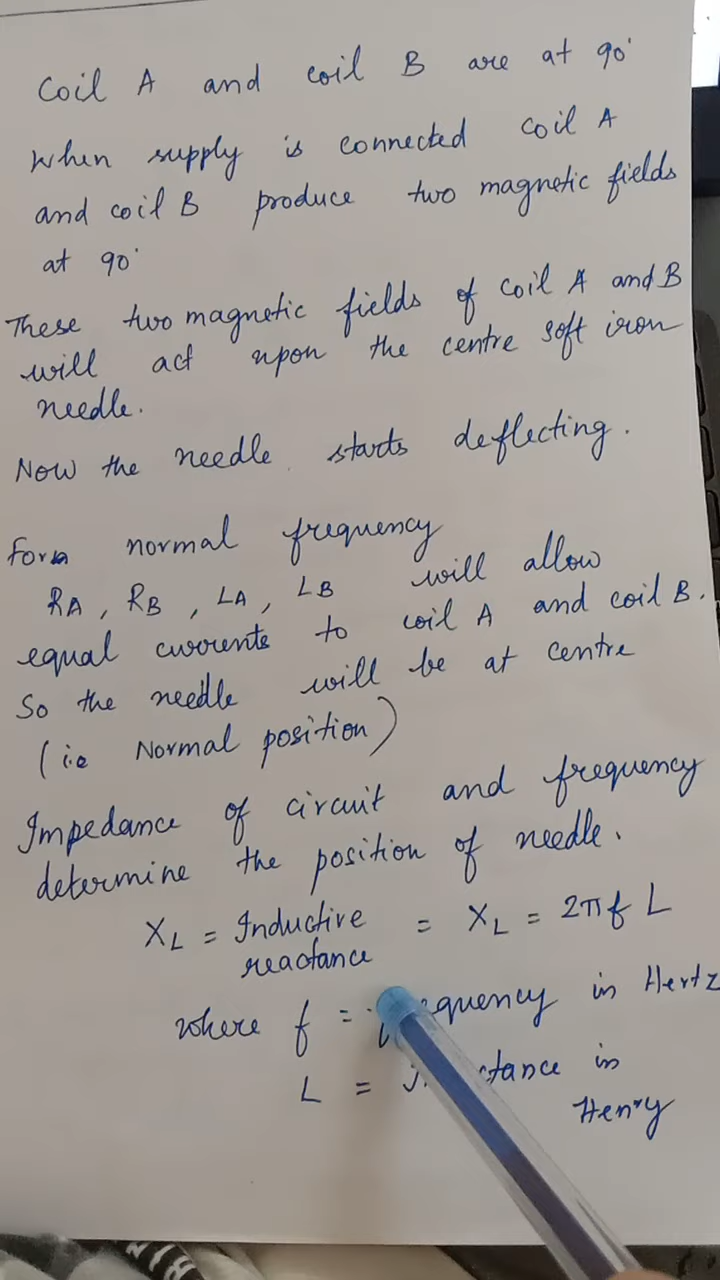 Coil A and coil B are at 90°
When supply is connected coil A
and coil B produce two magnetic fields
at 90°
These two magnetic fields of coil A and B
will act upon the centre soft iron
needle.
Now the needle starts deflecting.
For normal frequency
RA, RB, LA, LB will allow
equal currents to coil A and coil B.
So the needle will be at centre
(ie Normal position)
Impedance of circuit and frequency
determine the position of needle.
XL = Inductive reactance = XL = 2πf L
where f = in Hertz
L = in
Henry